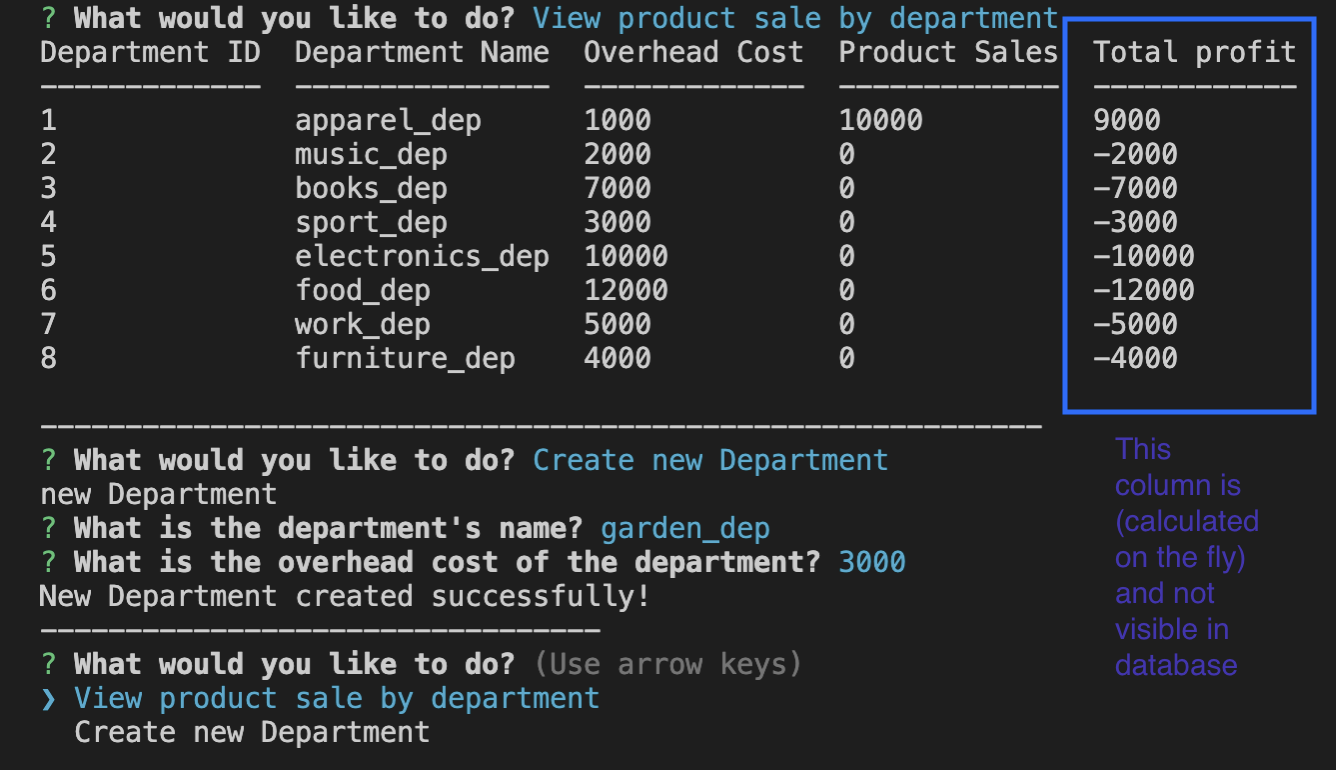 ? What would you like to do? View product sale by department
Department ID  Department Name  Overhead Cost  Product Sales  Total profit
-------------  ---------------  -------------  -------------  ------------
1              apparel_dep      1000           10000          9000
2              music_dep        2000           0              -2000
3              books_dep        7000           0              -7000
4              sport_dep        3000           0              -3000
5              electronics_dep  10000          0              -10000
6              food_dep         12000          0              -12000
7              work_dep         5000           0              -5000
8              furniture_dep    4000           0              -4000
-----------------------------------------------------------
? What would you like to do? Create new Department
new Department
? What is the department's name? garden_dep
? What is the overhead cost of the department? 3000
New Department created successfully!
---------------------------------
? What would you like to do? (Use arrow keys)
❯ View product sale by department
  Create new Department
This
column is
(calculated
on the fly)
and not
visible in
database